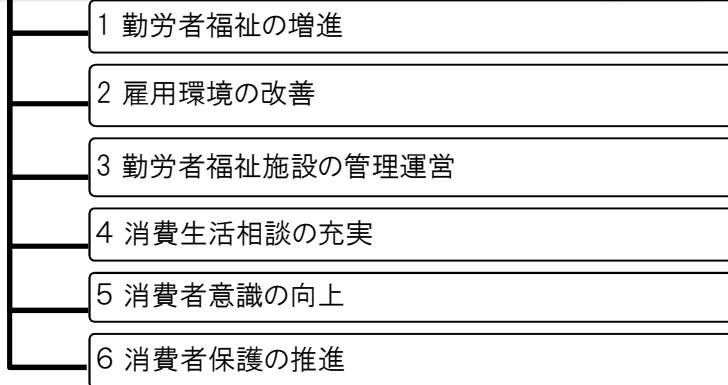 1 勤労者福祉の増進
2 雇用環境の改善
3 勤労者福祉施設の管理運営
4 消費生活相談の充実
5 消費者意識の向上
6 消費者保護の推進